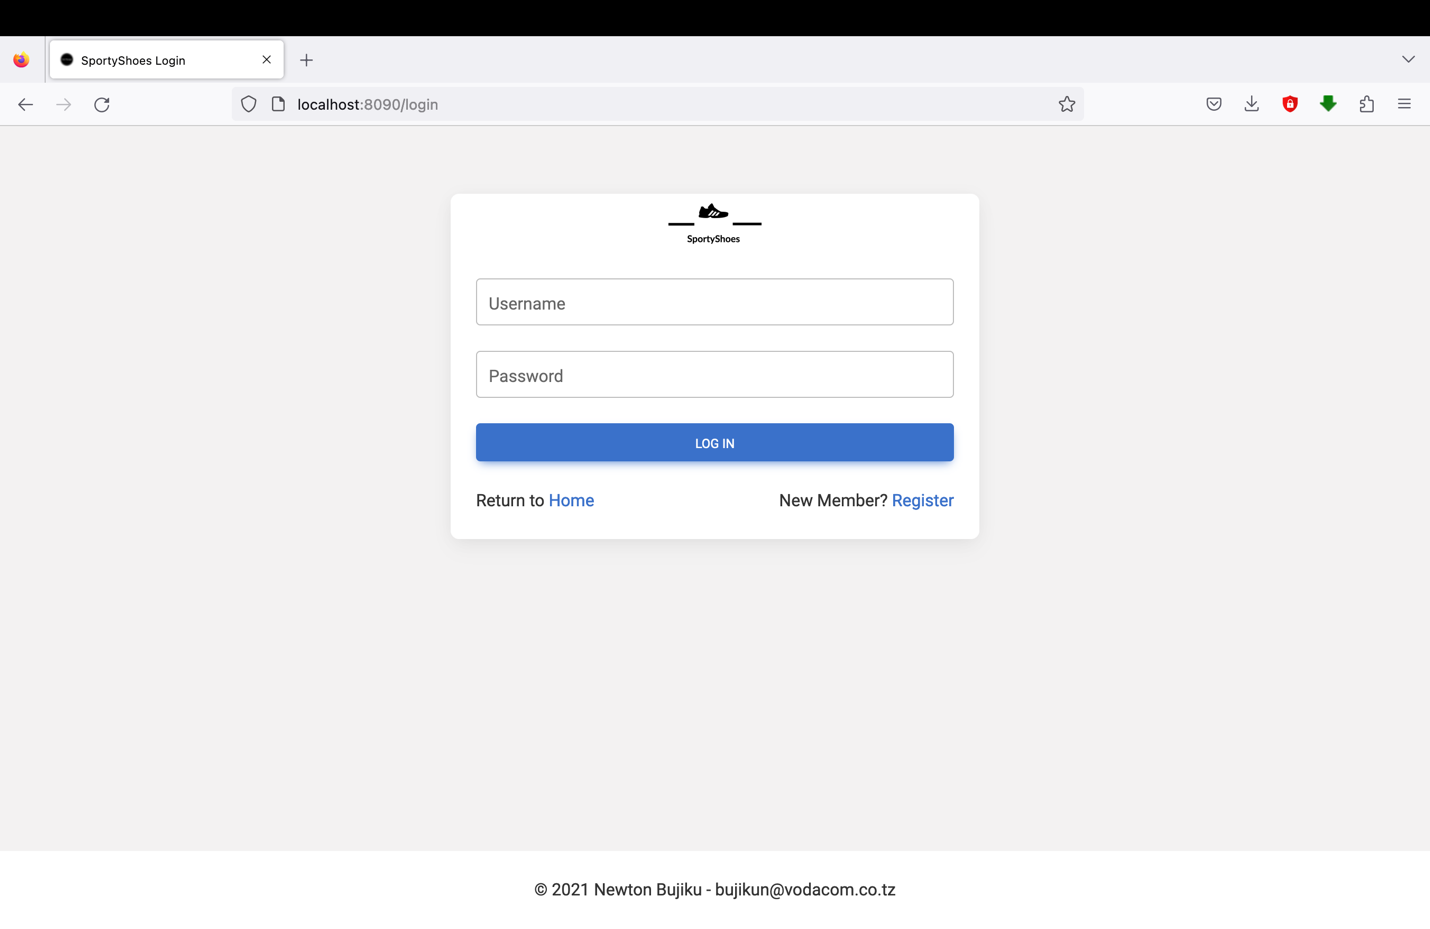 SportyShoes Login
localhost:8090/login
SportyShoes
Username
Password
LOG IN
Return to Home
New Member? Register
© 2021 Newton Bujiku - bujikun@vodacom.co.tz